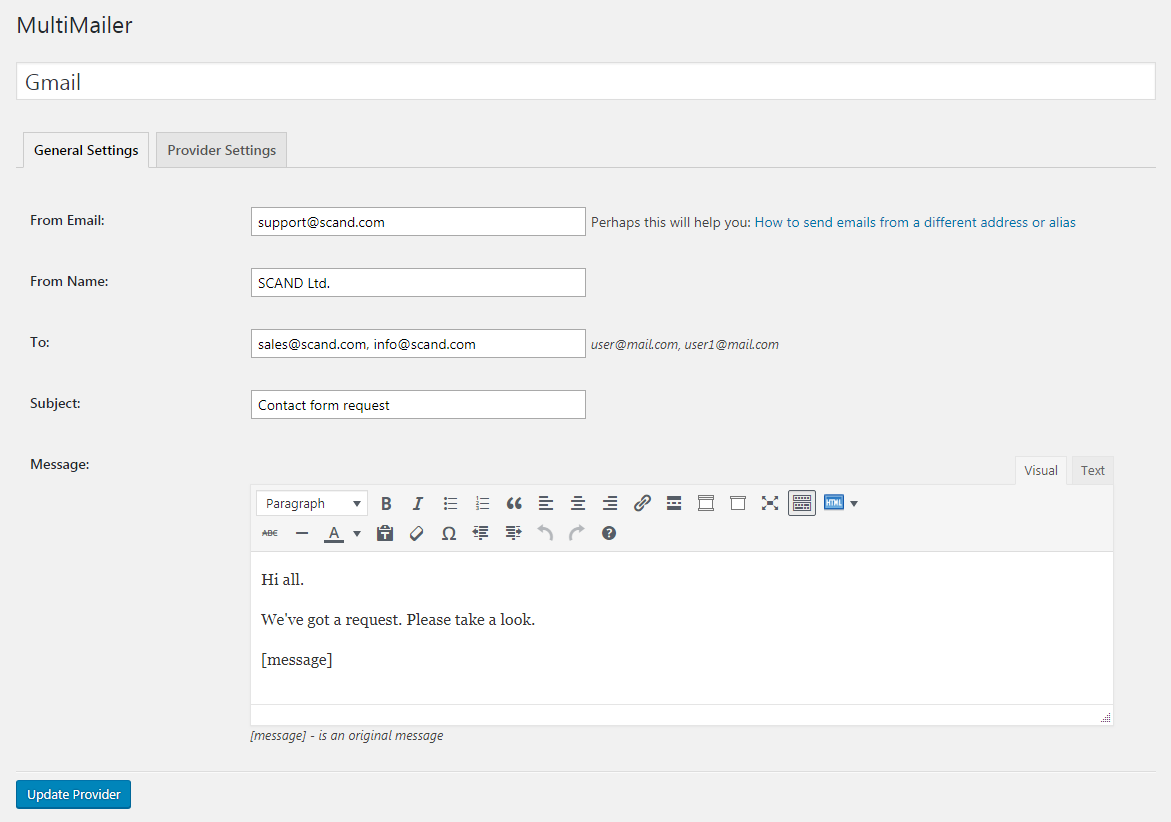 MultiMailer
Gmail
General Settings Provider Settings
From Email: support@scand.com Perhaps this will help you: How to send emails from a different address or alias
From Name: SCAND Ltd.
To: sales@scand.com, info@scand.com user@mail.com, user1@mail.com
Subject: Contact form request
Message:
Visual Text
Paragraph B I HTML
ABC A T Ω ?
Hi all.
We've got a request. Please take a look.
[message]
[message] - is an original message
Update Provider